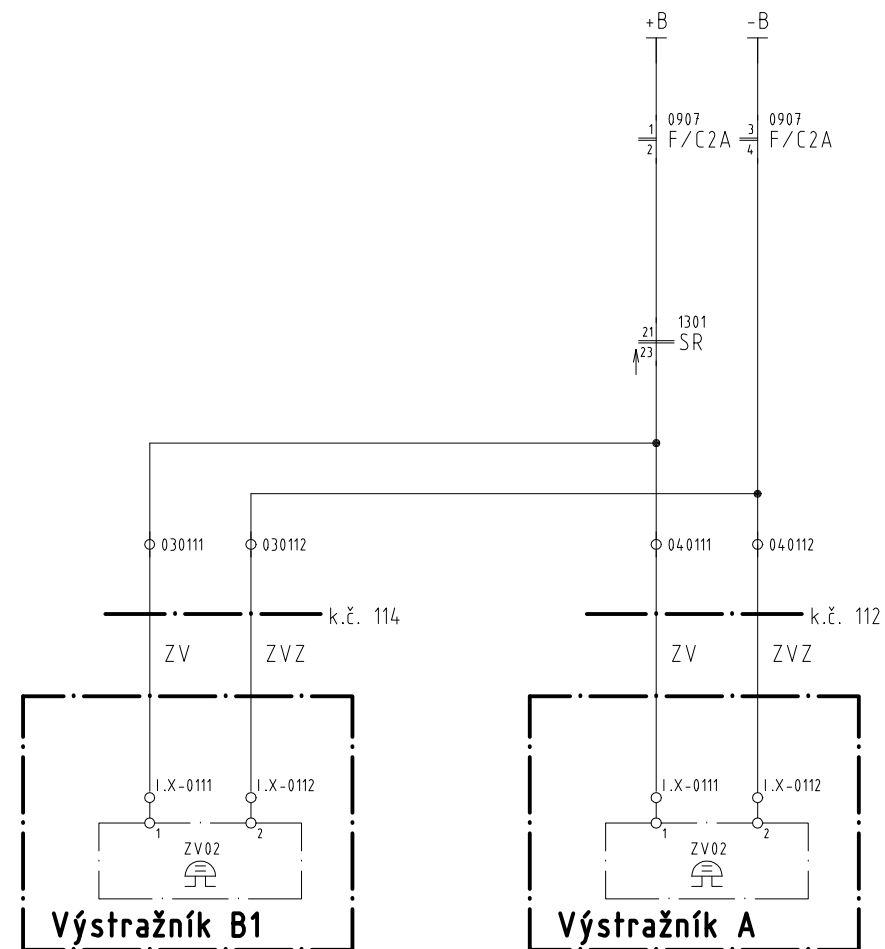 +B -B
0907 0907
1 F/C2A 3 F/C2A
2 4
1301
21 SR
23
030111 030112 040111 040112
k.č. 114 k.č. 112
ZV ZVZ ZV ZVZ
I.X-0111 I.X-0112 I.X-0111 I.X-0112
1 2 1 2
ZV02 ZV02
Výstražník B1 Výstražník A